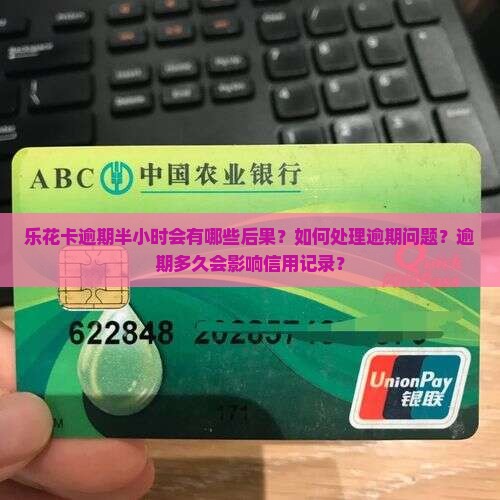 ABC 中国农业银行
乐花卡逾期半小时会有哪些后果？如何处理逾期问题？逾
期多久会影响信用记录？
622848
171
UnionPay
银联